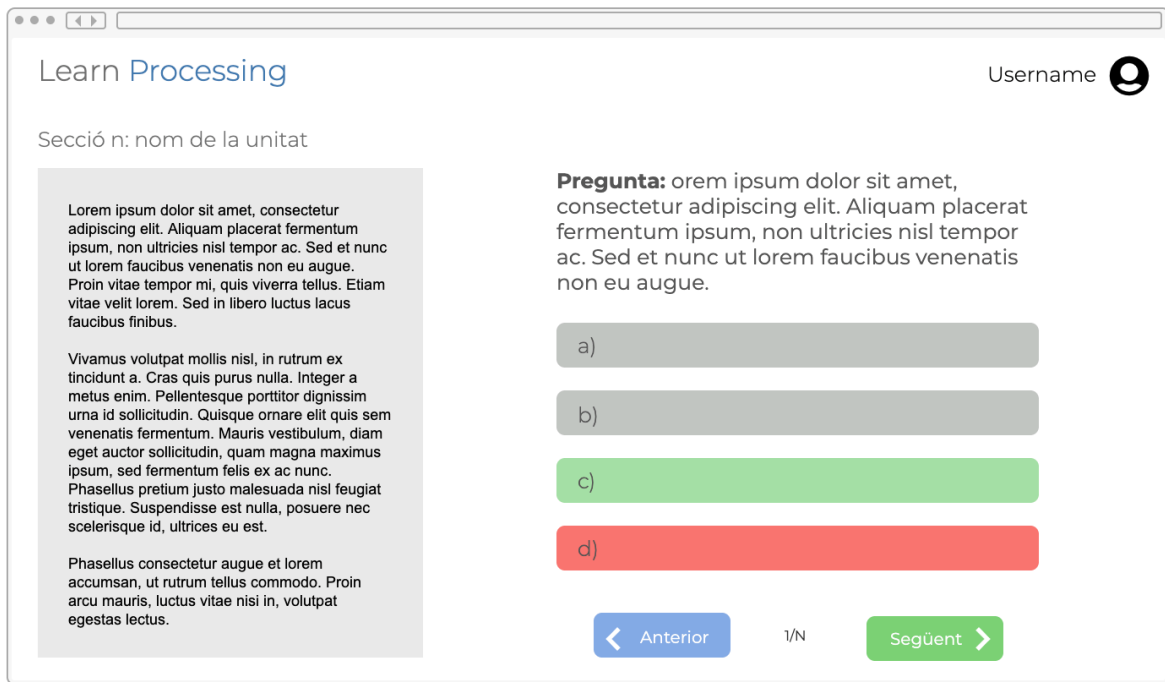 Learn Processing
Username
Secció n: nom de la unitat
Lorem ipsum dolor sit amet, consectetur
adipiscing elit. Aliquam placerat fermentum
ipsum, non ultricies nisl tempor ac. Sed et nunc
ut lorem faucibus venenatis non eu augue.
Proin vitae tempor mi, quis viverra tellus. Etiam
vitae velit lorem. Sed in libero luctus lacus
faucibus finibus.
Vivamus volutpat mollis nisl, in rutrum ex
tincidunt a. Cras quis purus nulla. Integer a
metus enim. Pellentesque porttitor dignissim
urna id sollicitudin. Quisque ornare elit quis sem
venenatis fermentum. Mauris vestibulum, diam
eget auctor sollicitudin, quam magna maximus
ipsum, sed fermentum felis ex ac nunc.
Phasellus pretium justo malesuada nisl feugiat
tristique. Suspendisse est nulla, posuere nec
scelerisque id, ultrices eu est.
Phasellus consectetur augue et lorem
accumsan, ut rutrum tellus commodo. Proin
arcu mauris, luctus vitae nisi in, volutpat
egestas lectus.
Pregunta: orem ipsum dolor sit amet,
consectetur adipiscing elit. Aliquam placerat
fermentum ipsum, non ultricies nisl tempor
ac. Sed et nunc ut lorem faucibus venenatis
non eu augue.
a)
b)
c)
d)
Anterior
1/N
Següent